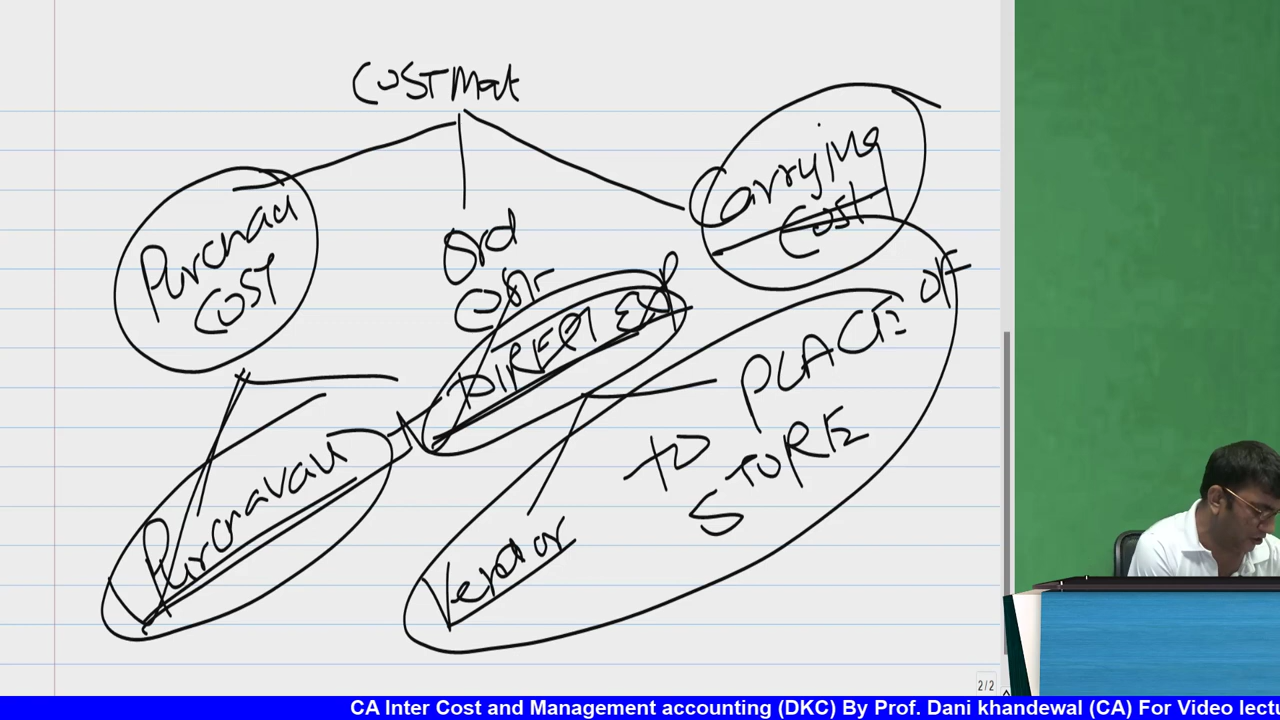 COST Mat
Purchase
COST
Ord
Cost
Carrying
Cost
DIRECT EXP
Purchase
Vendor
to PLACE OF
STORE
2/2
CA Inter Cost and Management accounting (DKC) By Prof. Dani khandewal (CA) For Video lectu